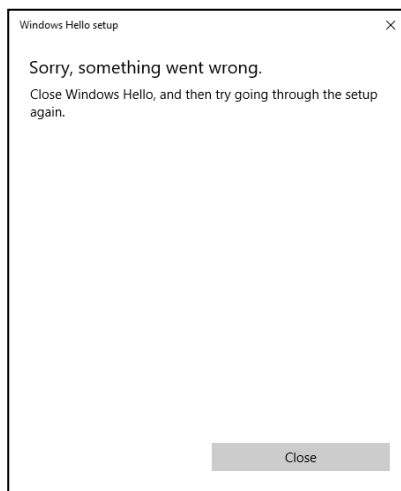 Windows Hello setup
Sorry, something went wrong.
Close Windows Hello, and then try going through the setup
again.
Close